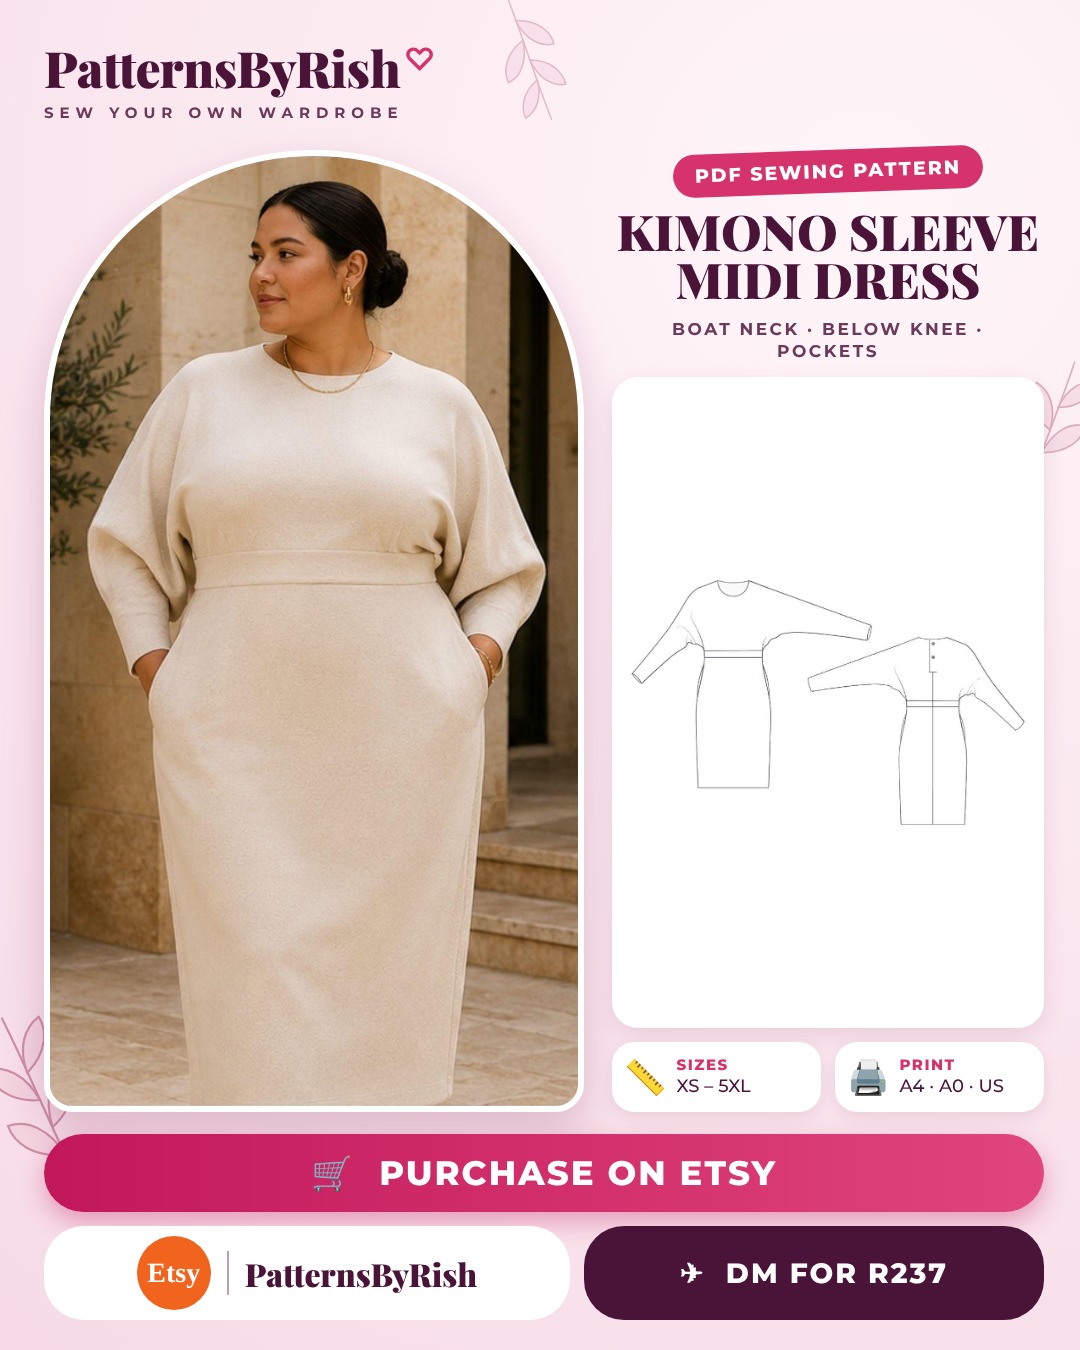 PatternsByRish
SEW YOUR OWN WARDROBE
PDF SEWING PATTERN
KIMONO SLEEVE
MIDI DRESS
BOAT NECK · BELOW KNEE ·
POCKETS
SIZES
XS – 5XL
PRINT
A4 · A0 · US
PURCHASE ON ETSY
Etsy
PatternsByRish
DM FOR R237